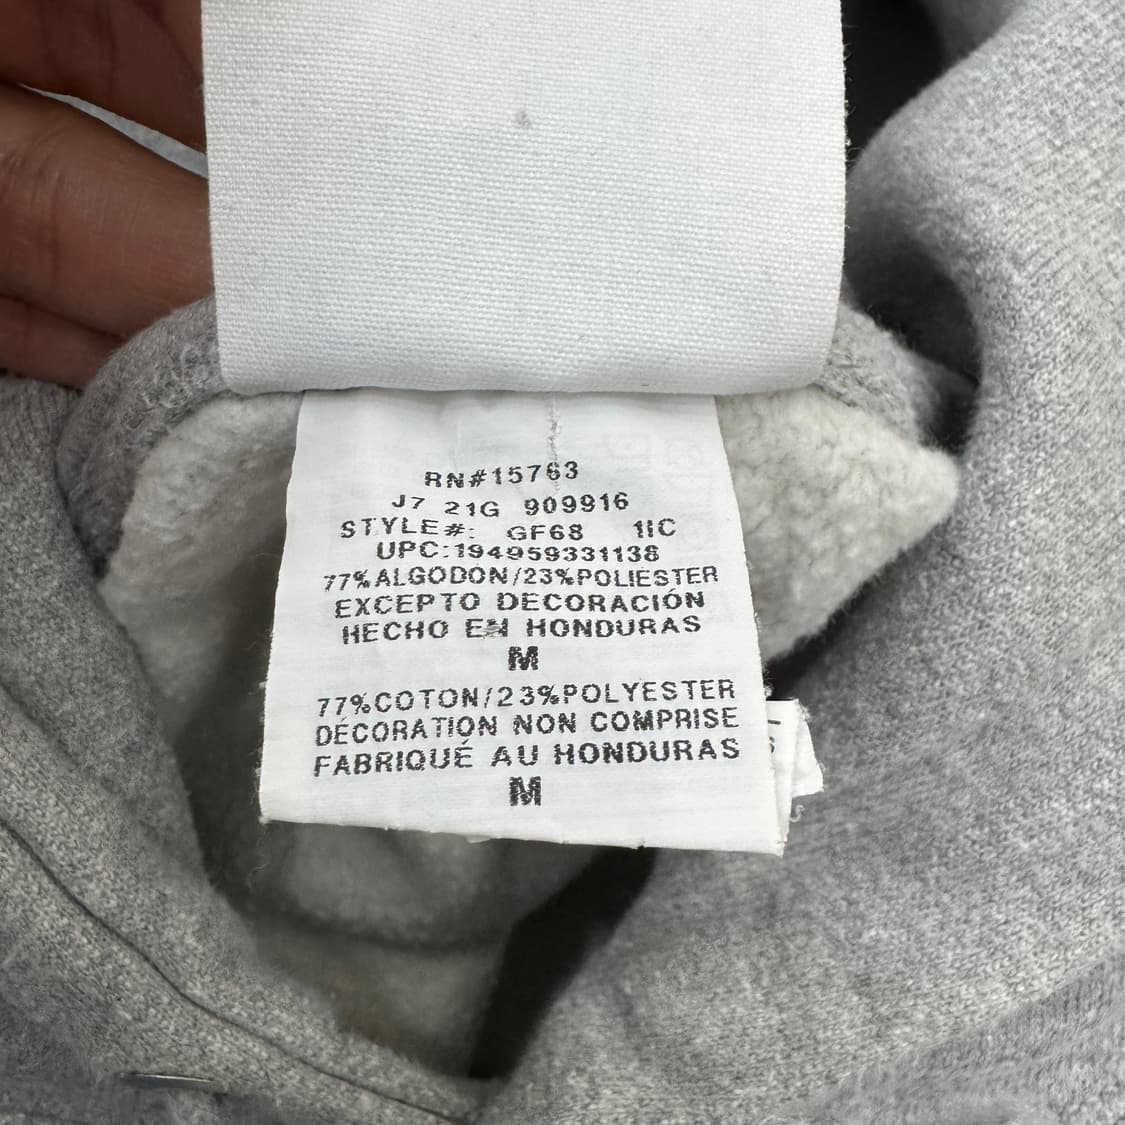 RN#15763
J7 21G 909916
STYLE#: GF68 1IC
UPC:194959331138
77%ALGODON/23%POLIESTER
EXCEPTO DECORACIÓN
HECHO EN HONDURAS
M
77%COTON/23%POLYESTER
DÉCORATION NON COMPRISE
FABRIQUÉ AU HONDURAS
M